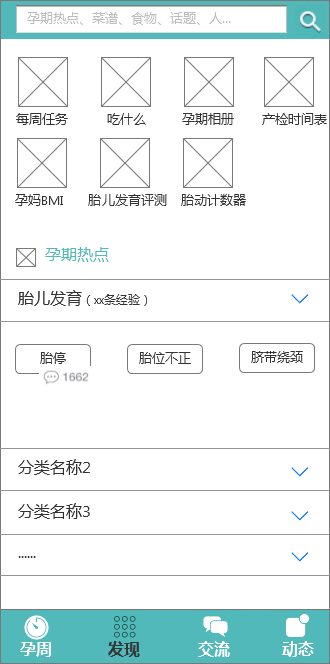 孕期热点、菜谱、食物、话题、人...
每周任务 吃什么 孕期相册 产检时间表
孕妈BMI 胎儿发育评测 胎动计数器
孕期热点
胎儿发育（xx条经验）
胎停 胎位不正 脐带绕颈
1662
分类名称2
分类名称3
......
孕周 发现 交流 动态